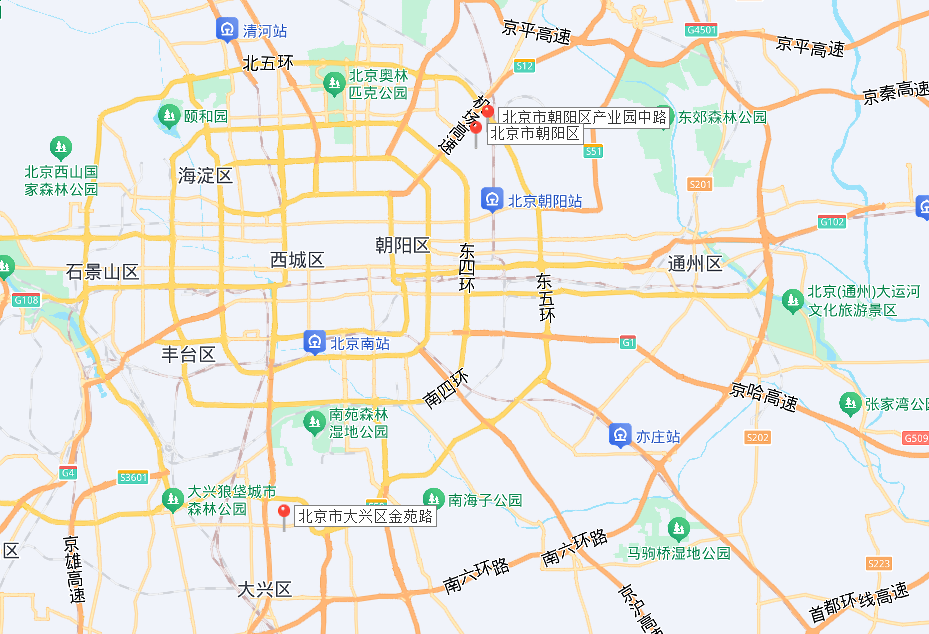 京平高速
清河站
G4501
京平高速
北五环
S12
北京奥林
匹克公园
京秦高速
机场高速
颐和园
北京市朝阳区产业园中路
东郊森林公园
北京市朝阳区
S51
北京西山国
家森林公园
海淀区
S201
北京朝阳站
G102
朝阳区
东四环
西城区
石景山区
通州区
东五环
G108
北京(通州)大运河
文化旅游景区
北京南站
G1
丰台区
南四环
京哈高速
张家湾公园
南苑森林
湿地公园
亦庄站
S202
G509
G4
S3601
大兴狼垡城市
森林公园
南海子公园
北京市大兴区金苑路
京雄高速
区
南六环路
马驹桥湿地公园
南六环路
S223
大兴区
京沪高速
首都环线高速